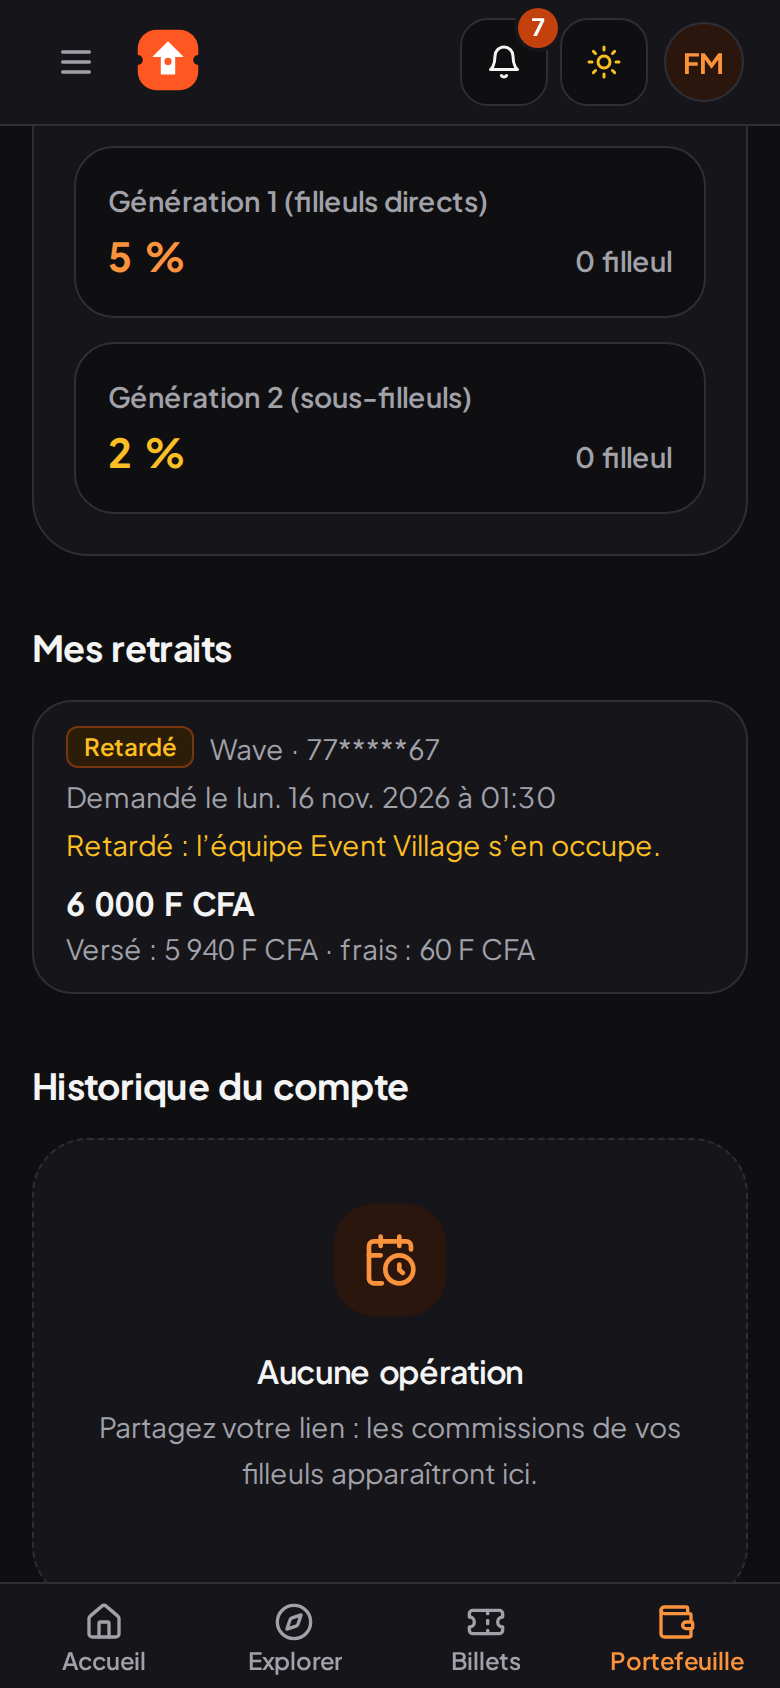 7
FM
Génération 1 (filleuls directs)
5 %
0 filleul
Génération 2 (sous-filleuls)
2 %
0 filleul
Mes retraits
Retardé Wave · 77*****67
Demandé le lun. 16 nov. 2026 à 01:30
Retardé : l’équipe Event Village s’en occupe.
6 000 F CFA
Versé : 5 940 F CFA · frais : 60 F CFA
Historique du compte
Aucune opération
Partagez votre lien : les commissions de vos
filleuls apparaîtront ici.
Accueil
Explorer
Billets
Portefeuille